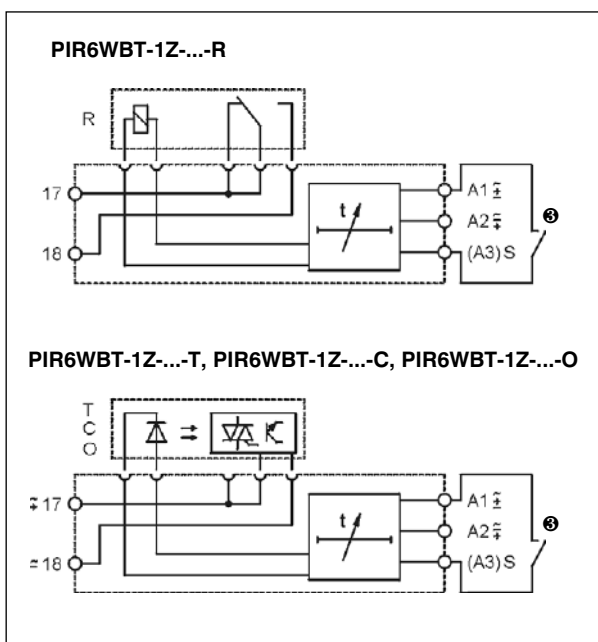 PIR6WBT-1Z-...-R
R
17
18
t
A1 ±
A2 ∓
(A3) S
❸
PIR6WBT-1Z-...-T, PIR6WBT-1Z-...-C, PIR6WBT-1Z-...-O
T
C
O
17
18
t
A1 ±
A2 ∓
(A3) S
❸